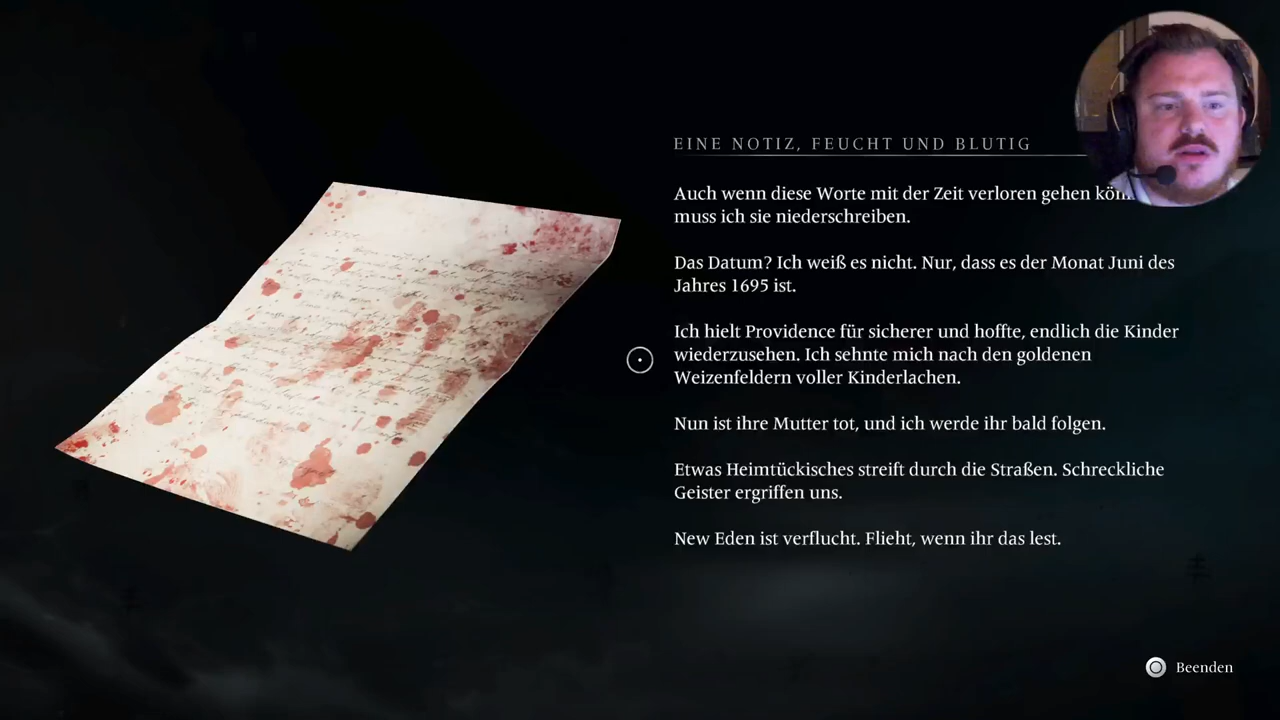 EINE NOTIZ, FEUCHT UND BLUTIG
Auch wenn diese Worte mit der Zeit verloren gehen
muss ich sie niederschreiben.
Das Datum? Ich weiß es nicht. Nur, dass es der Monat Juni des
Jahres 1695 ist.
Ich hielt Providence für sicherer und hoffte, endlich die Kinder
wiederzusehen. Ich sehnte mich nach den goldenen
Weizenfeldern voller Kinderlachen.
Nun ist ihre Mutter tot, und ich werde ihr bald folgen.
Etwas Heimtückisches streift durch die Straßen. Schreckliche
Geister ergriffen uns.
New Eden ist verflucht. Flieht, wenn ihr das lest.
Beenden